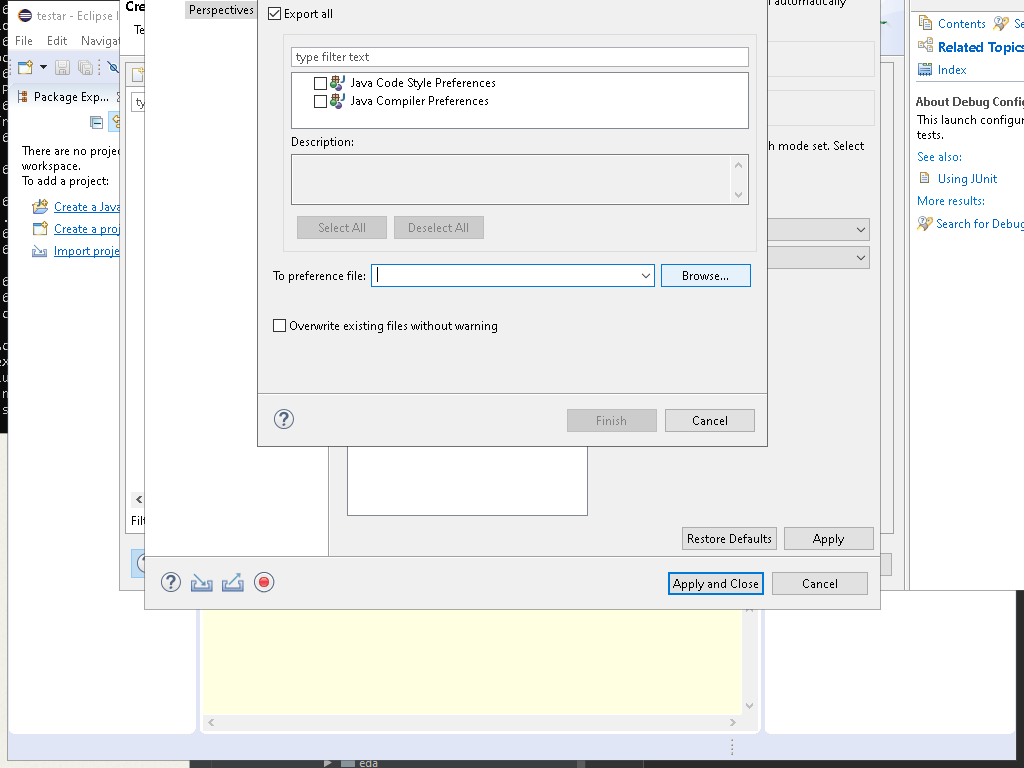 testar - Eclipse I
File Edit Navigat
Package Exp...
There are no proje
workspace.
To add a project:
Create a Java
Create a proj
Import proje
Cre
Te
ty
Filt
Perspectives
Export all
type filter text
Java Code Style Preferences
Java Compiler Preferences
Description:
Select All Deselect All
To preference file: Browse...
Overwrite existing files without warning
Finish Cancel
automatically
h mode set. Select
Restore Defaults Apply
Apply and Close Cancel
Contents Se
Related Topics
Index
About Debug Config
This launch configur
tests.
See also:
Using JUnit
More results:
Search for Debug
eda